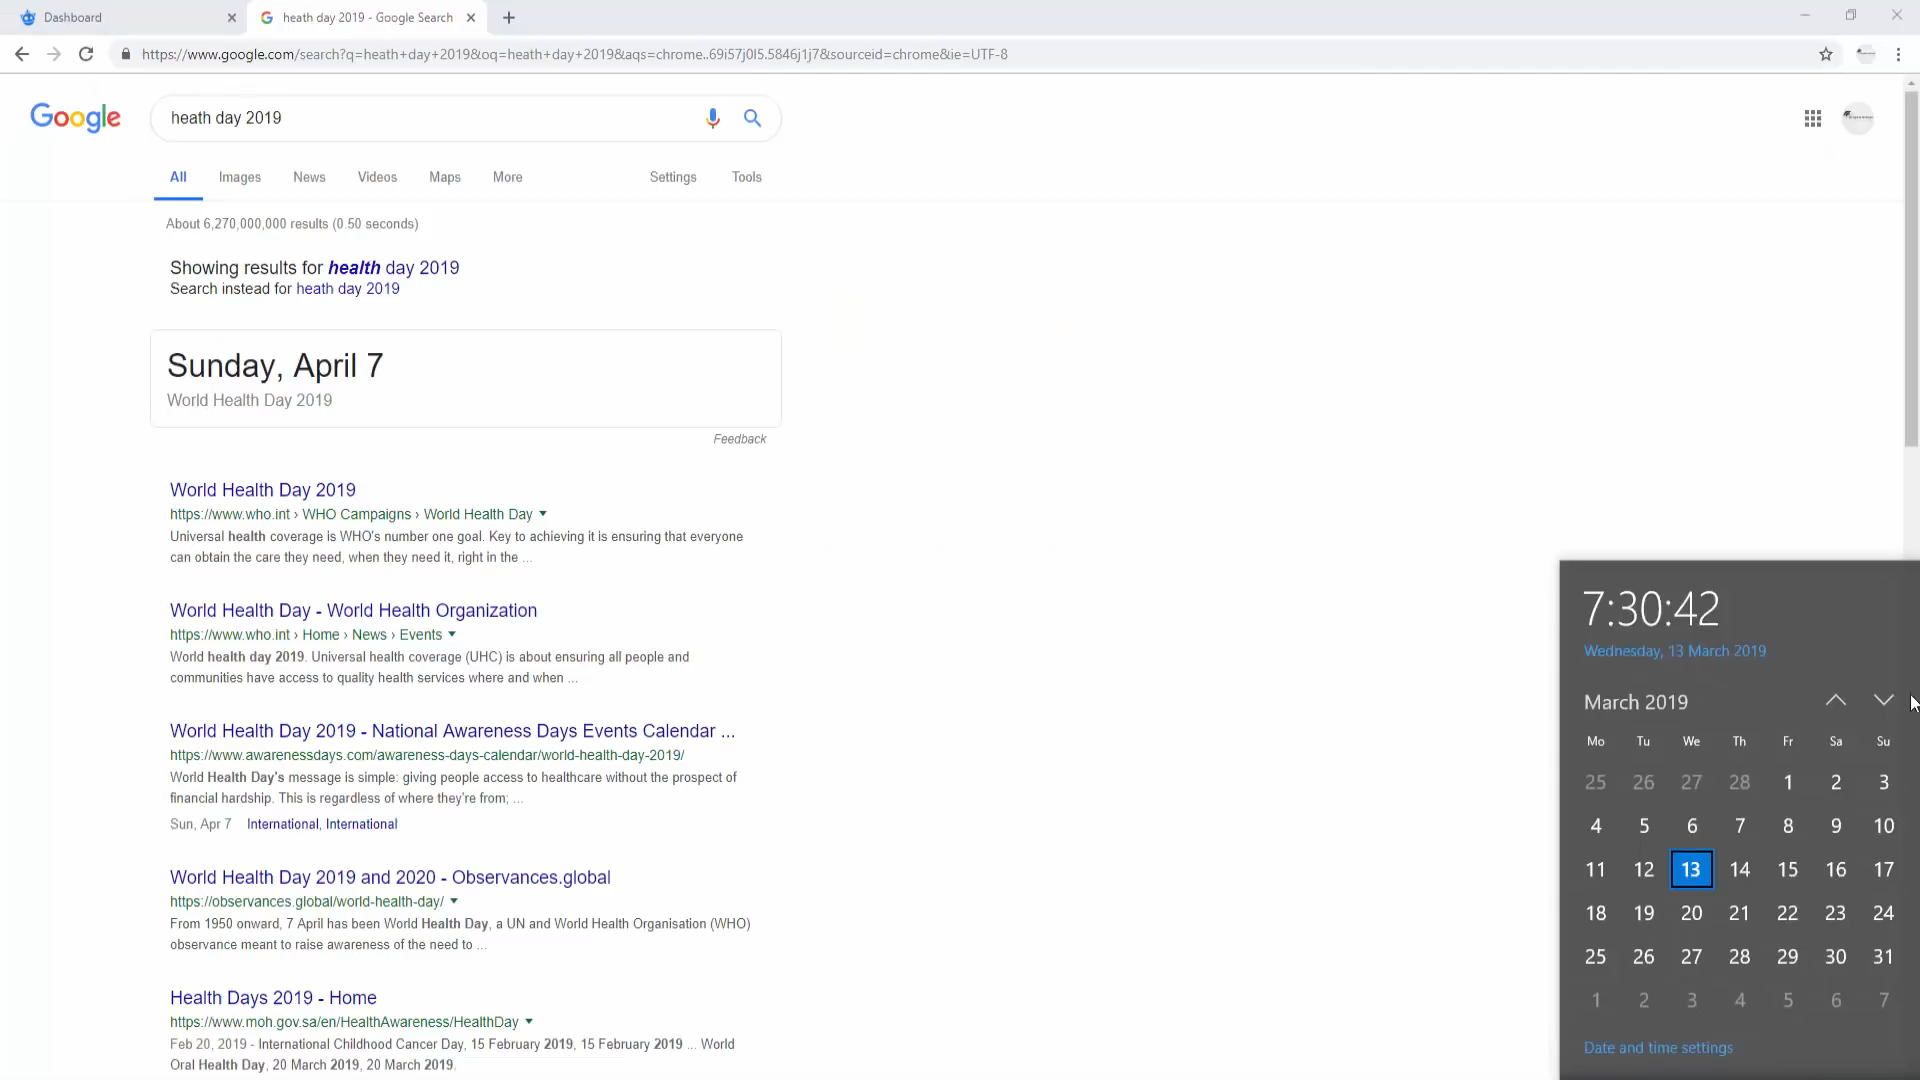 Dashboard
heath day 2019 - Google Search
https://www.google.com/search?q=heath+day+2019&oq=heath+day+2019&aqs=chrome..69i57j0l5.5846j1j7&sourceid=chrome&ie=UTF-8
Google
heath day 2019
All Images News Videos Maps More Settings Tools
About 6,270,000,000 results (0.50 seconds)
Showing results for health day 2019
Search instead for heath day 2019
Sunday, April 7
World Health Day 2019
Feedback
World Health Day 2019
https://www.who.int › WHO Campaigns › World Health Day
Universal health coverage is WHO's number one goal. Key to achieving it is ensuring that everyone
can obtain the care they need, when they need it, right in the ...
World Health Day - World Health Organization
https://www.who.int › Home › News › Events
World health day 2019. Universal health coverage (UHC) is about ensuring all people and
communities have access to quality health services where and when ...
World Health Day 2019 - National Awareness Days Events Calendar ...
https://www.awarenessdays.com/awareness-days-calendar/world-health-day-2019/
World Health Day's message is simple: giving people access to healthcare without the prospect of
financial hardship. This is regardless of where they're from; ...
Sun, Apr 7 International, International
World Health Day 2019 and 2020 - Observances.global
https://observances.global/world-health-day/
From 1950 onward, 7 April has been World Health Day, a UN and World Health Organisation (WHO)
observance meant to raise awareness of the need to ...
Health Days 2019 - Home
https://www.moh.gov.sa/en/HealthAwareness/HealthDay
Feb 20, 2019 - International Childhood Cancer Day, 15 February 2019, 15 February 2019 ... World
Oral Health Day, 20 March 2019, 20 March 2019.
7:30:42
Wednesday, 13 March 2019
March 2019
Mo Tu We Th Fr Sa Su
25 26 27 28 1 2 3
4 5 6 7 8 9 10
11 12 13 14 15 16 17
18 19 20 21 22 23 24
25 26 27 28 29 30 31
1 2 3 4 5 6 7
Date and time settings